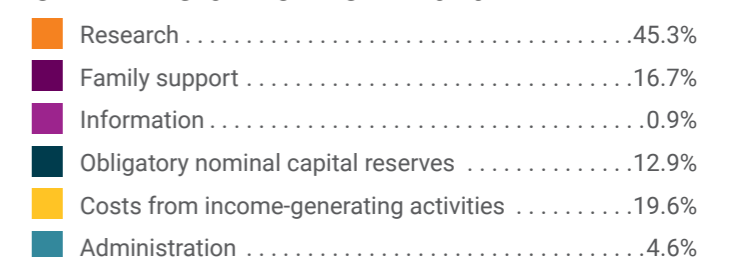 Research . . . . . . . . . . . . . . . . . . . . . . . . . . . . . . . . . . . . .45.3%
Family support . . . . . . . . . . . . . . . . . . . . . . . . . . . . . . . .16.7%
Information . . . . . . . . . . . . . . . . . . . . . . . . . . . . . . . . . . . .0.9%
Obligatory nominal capital reserves . . . . . . . . . . . . . .12.9%
Costs from income-generating activities . . . . . . . . . .19.6%
Administration . . . . . . . . . . . . . . . . . . . . . . . . . . . . . . . . .4.6%